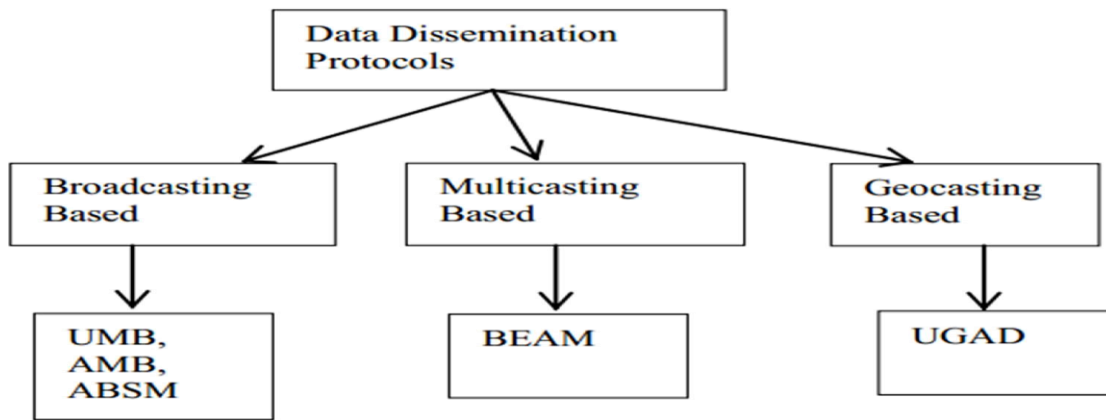 Data Dissemination
Protocols
Broadcasting
Based
Multicasting
Based
Geocasting
Based
UMB,
AMB,
ABSM
BEAM
UGAD